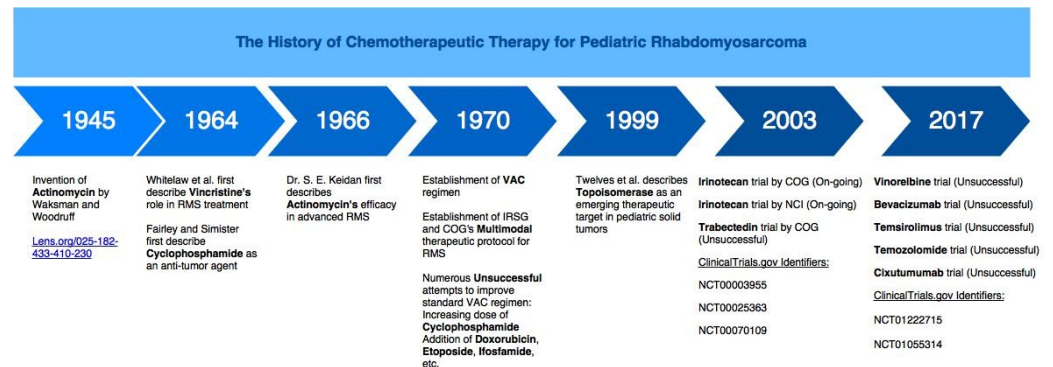 The History of Chemotherapeutic Therapy for Pediatric Rhabdomyosarcoma
1945
1964
1966
1970
1999
2003
2017
Invention of
Actinomycin by
Waksman and
Woodruff
Lens.org/025-182-
433-410-230
Whitelaw et al. first
describe Vincristine's
role in RMS treatment
Fairley and Simister
first describe
Cyclophosphamide as
an anti-tumor agent
Dr. S. E. Keidan first
describes
Actinomycin's efficacy
in advanced RMS
Establishment of VAC
regimen
Establishment of IRSG
and COG's Multimodal
therapeutic protocol for
RMS
Numerous Unsuccessful
attempts to improve
standard VAC regimen:
Increasing dose of
Cyclophosphamide
Addition of Doxorubicin,
Etoposide, Ifosfamide,
etc.
Twelves et al. describes
Topoisomerase as an
emerging therapeutic
target in pediatric solid
tumors
Irinotecan trial by COG (On-going)
Irinotecan trial by NCI (On-going)
Trabectedin trial by COG
(Unsuccessful)
ClinicalTrials.gov Identifiers:
NCT00003955
NCT00025363
NCT00070109
Vinorelbine trial (Unsuccessful)
Bevacizumab trial (Unsuccessful)
Temsirolimus trial (Unsuccessful)
Temozolomide trial (Unsuccessful)
Cixutumumab trial (Unsuccessful)
ClinicalTrials.gov Identifiers:
NCT01222715
NCT01055314